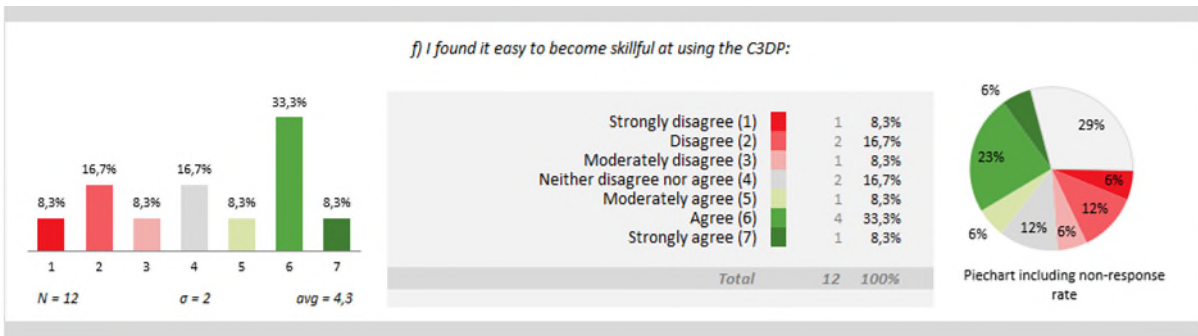 f) I found it easy to become skillful at using the C3DP:
8,3%
16,7%
8,3%
16,7%
8,3%
33,3%
8,3%
1 2 3 4 5 6 7
N = 12 σ = 2 avg = 4,3
Strongly disagree (1) 1 8,3%
Disagree (2) 2 16,7%
Moderately disagree (3) 1 8,3%
Neither disagree nor agree (4) 2 16,7%
Moderately agree (5) 1 8,3%
Agree (6) 4 33,3%
Strongly agree (7) 1 8,3%
Total 12 100%
6%
29%
23%
6%
12%
6%
12%
6%
Piechart including non-response
rate